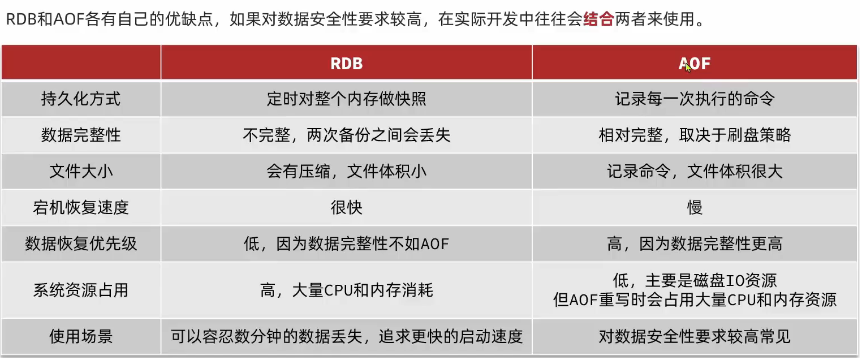 RDB和AOF各有自己的优缺点，如果对数据安全性要求较高，在实际开发中往往会结合两者来使用。
RDB AOF
持久化方式 定时对整个内存做快照 记录每一次执行的命令
数据完整性 不完整，两次备份之间会丢失 相对完整，取决于刷盘策略
文件大小 会有压缩，文件体积小 记录命令，文件体积很大
宕机恢复速度 很快 慢
数据恢复优先级 低，因为数据完整性不如AOF 高，因为数据完整性更高
系统资源占用 高，大量CPU和内存消耗 低，主要是磁盘IO资源
但AOF重写时会占用大量CPU和内存资源
使用场景 可以容忍数分钟的数据丢失，追求更快的启动速度 对数据安全性要求较高常见